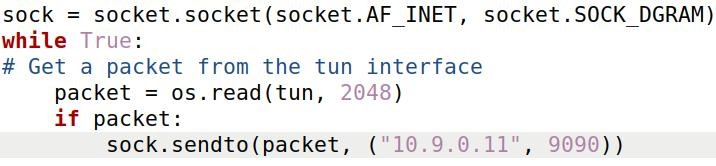 sock = socket.socket(socket.AF_INET, socket.SOCK_DGRAM)
while True:
# Get a packet from the tun interface
    packet = os.read(tun, 2048)
    if packet:
        sock.sendto(packet, ("10.9.0.11", 9090))